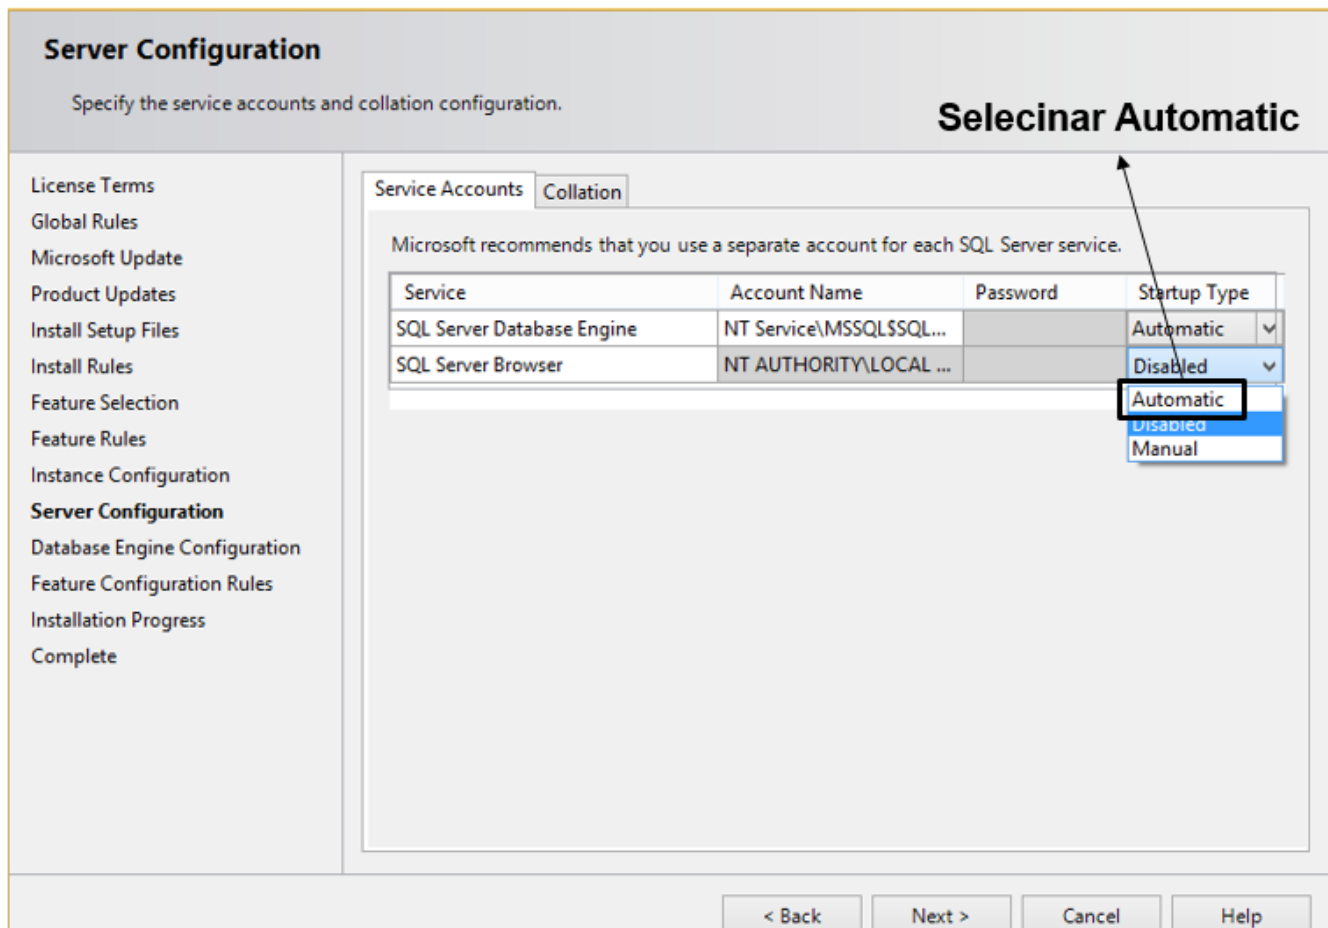 Server Configuration
Specify the service accounts and collation configuration.
Selecinar Automatic
License Terms
Global Rules
Microsoft Update
Product Updates
Install Setup Files
Install Rules
Feature Selection
Feature Rules
Instance Configuration
Server Configuration
Database Engine Configuration
Feature Configuration Rules
Installation Progress
Complete
Service Accounts Collation
Microsoft recommends that you use a separate account for each SQL Server service.
Service Account Name Password Startup Type
SQL Server Database Engine NT Service\MSSQL$SQL... Automatic
SQL Server Browser NT AUTHORITY\LOCAL ... Disabled
Automatic
Disabled
Manual
< Back Next > Cancel Help